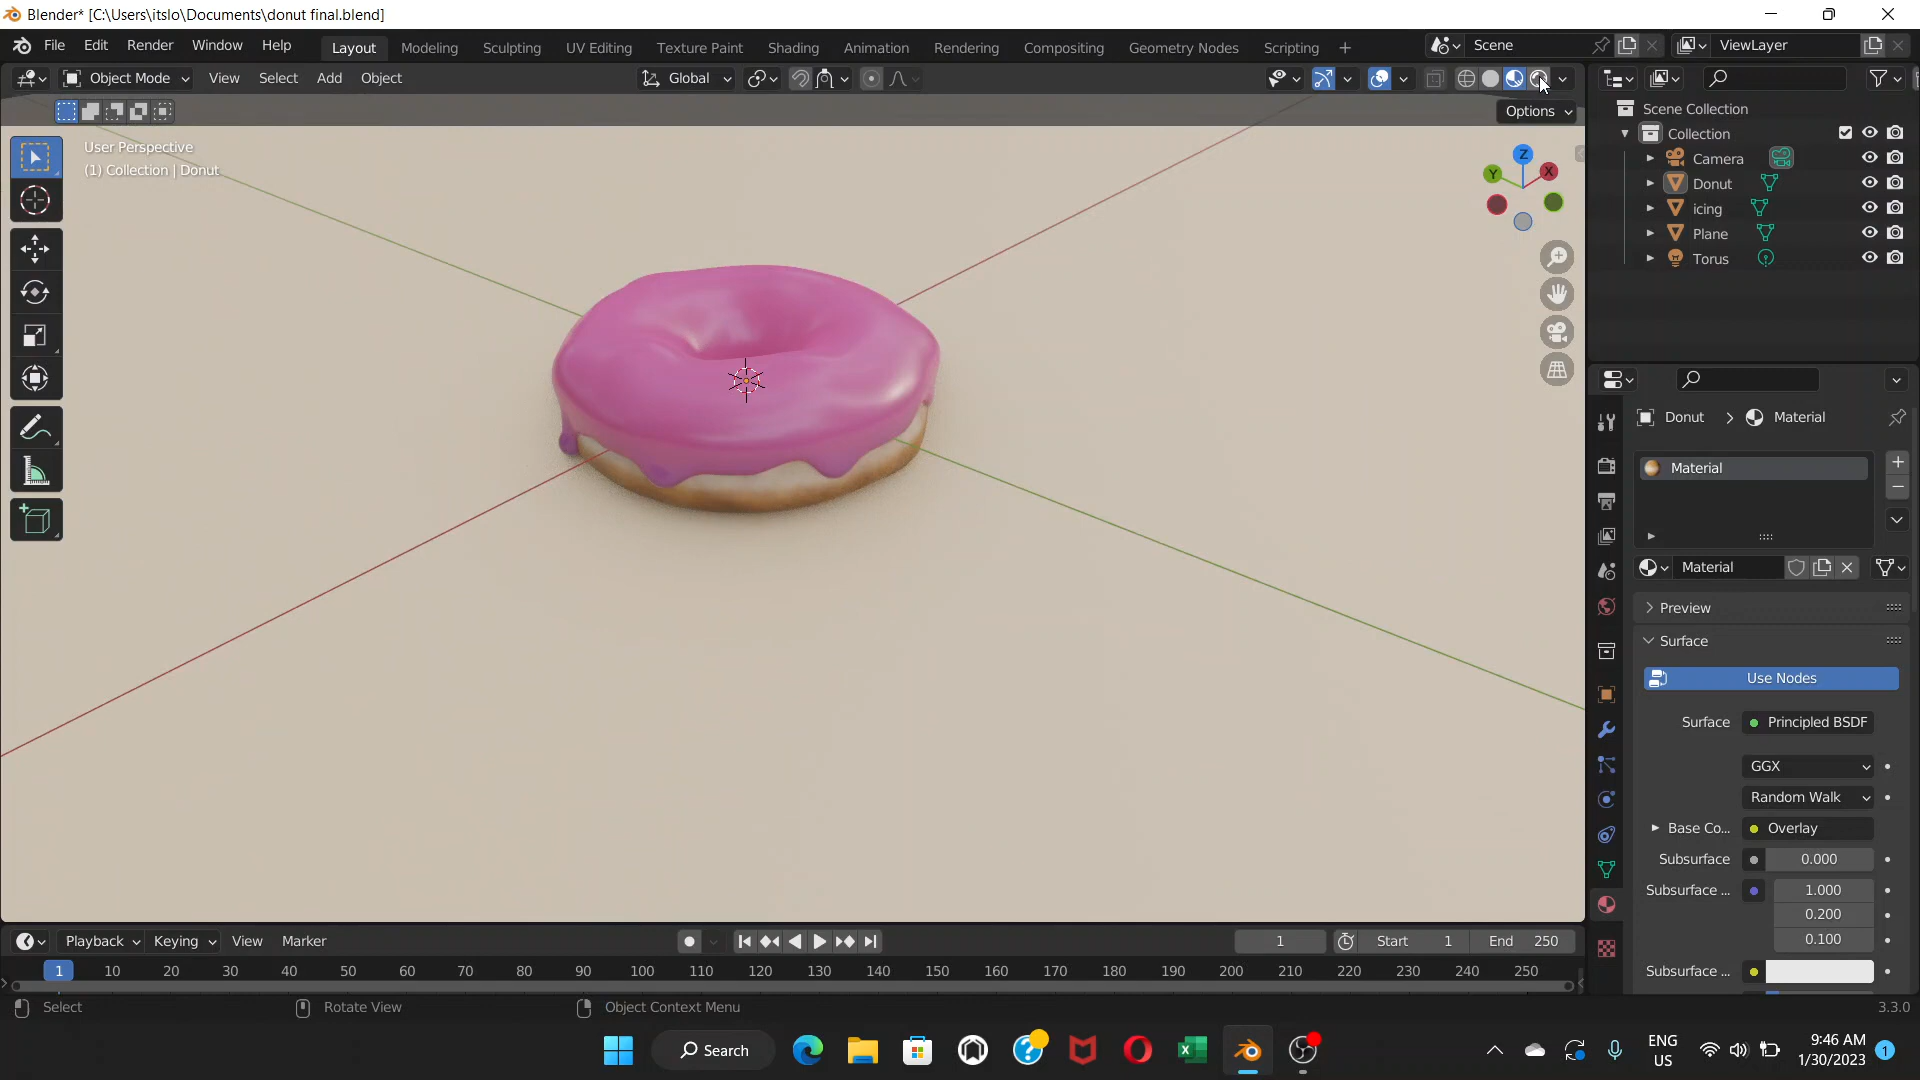 Blender* [C:\Users\itslo\Documents\donut final.blend]
File Edit Render Window Help
Layout Modeling Sculpting UV Editing Texture Paint Shading Animation Rendering Compositing Geometry Nodes Scripting +
Scene
ViewLayer
Object Mode View Select Add Object
Global
Options
User Perspective
(1) Collection | Donut
Z
Y
X
Scene Collection
Collection
Camera
Donut
icing
Plane
Torus
Donut > Material
Material
Material
Preview
Surface
Use Nodes
Surface Principled BSDF
GGX
Random Walk
Base Co... Overlay
Subsurface 0.000
Subsurface ... 1.000
0.200
0.100
Subsurface ...
Playback Keying View Marker
1 Start 1 End 250
1 10 20 30 40 50 60 70 80 90 100 110 120 130 140 150 160 170 180 190 200 210 220 230 240 250
Select Rotate View Object Context Menu
3.3.0
Search
ENG
US
9:46 AM
1/30/2023
1